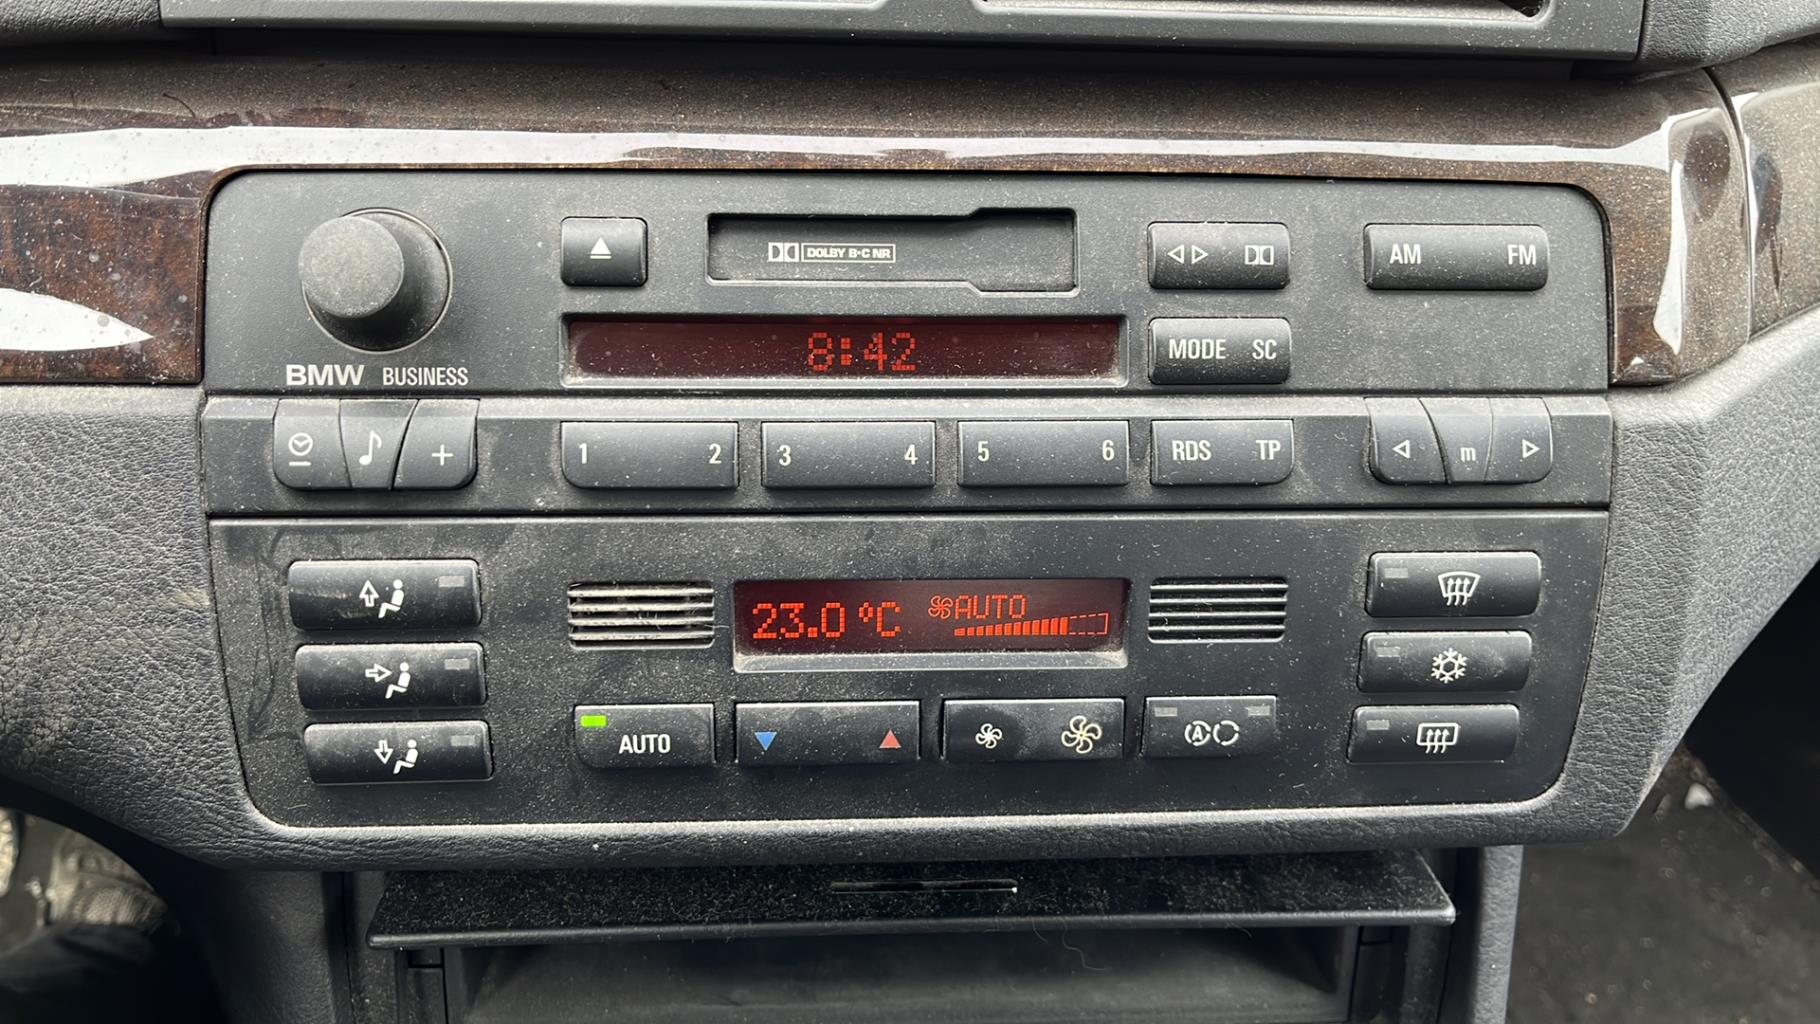 DOLBY B·C NR
AM FM
8:42
MODE SC
BMW BUSINESS
+ 1 2 3 4 5 6 RDS TP m
23.0 °C AUTO
AUTO
A